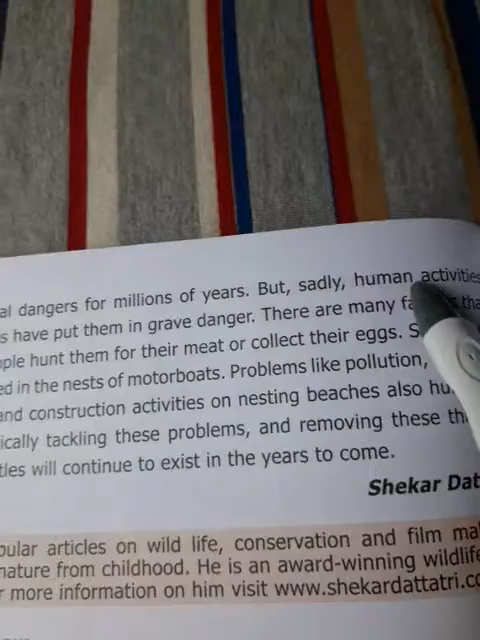 al dangers for millions of years. But, sadly, human activities
s have put them in grave danger. There are many fa
ple hunt them for their meat or collect their eggs. S
ed in the nests of motorboats. Problems like pollution,
and construction activities on nesting beaches also hu
ically tackling these problems, and removing these th
tles will continue to exist in the years to come.
Shekar Dat
pular articles on wild life, conservation and film ma
nature from childhood. He is an award-winning wildlife
r more information on him visit www.shekardattatri.co